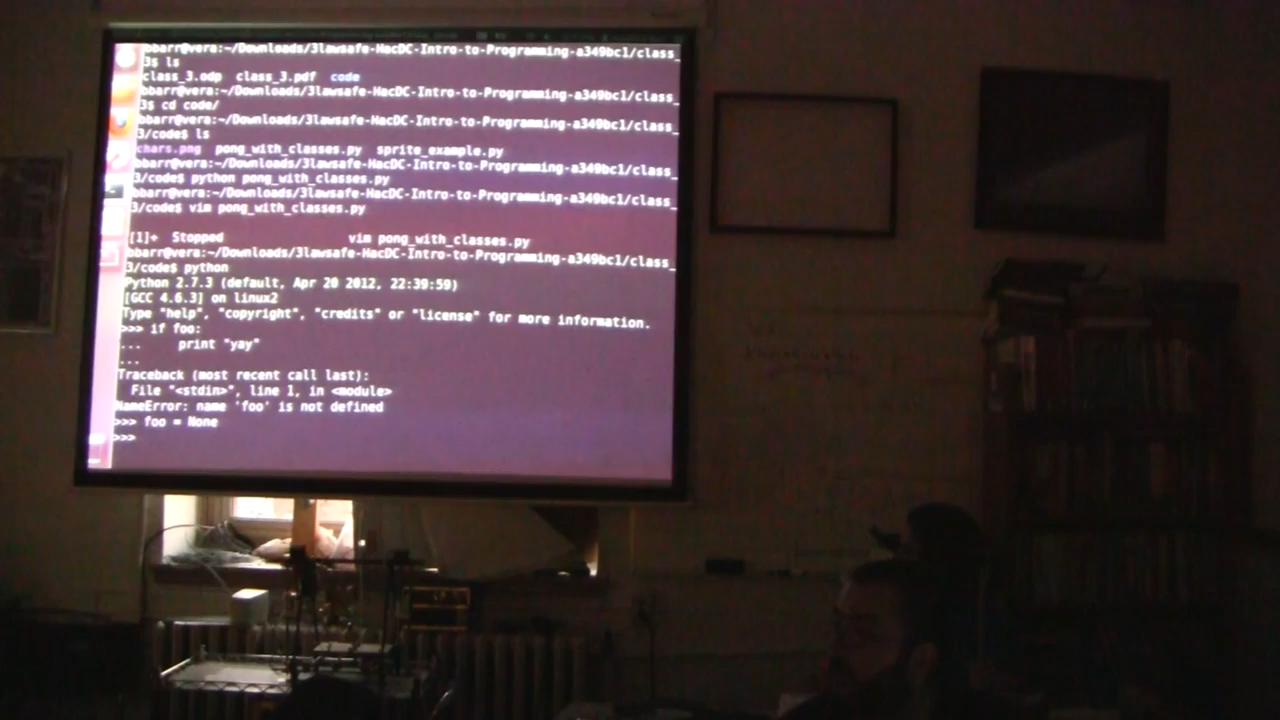 bbarr@vera:~/Downloads/3lawsafe-HacDC-Intro-to-Programming-a349bc1/class_
3$ ls
class_3.odp  class_3.pdf  code
bbarr@vera:~/Downloads/3lawsafe-HacDC-Intro-to-Programming-a349bc1/class_
3$ cd code/
bbarr@vera:~/Downloads/3lawsafe-HacDC-Intro-to-Programming-a349bc1/class_
3/code$ ls
chars.png  pong_with_classes.py  sprite_example.py
bbarr@vera:~/Downloads/3lawsafe-HacDC-Intro-to-Programming-a349bc1/class_
3/code$ python pong_with_classes.py
bbarr@vera:~/Downloads/3lawsafe-HacDC-Intro-to-Programming-a349bc1/class_
3/code$ vim pong_with_classes.py
[1]+  Stopped                 vim pong_with_classes.py
bbarr@vera:~/Downloads/3lawsafe-HacDC-Intro-to-Programming-a349bc1/class_
3/code$ python
Python 2.7.3 (default, Apr 20 2012, 22:39:59)
[GCC 4.6.3] on linux2
Type "help", "copyright", "credits" or "license" for more information.
>>> if foo:
...     print "yay"
...
Traceback (most recent call last):
  File "<stdin>", line 1, in <module>
NameError: name 'foo' is not defined
>>> foo = None
>>>